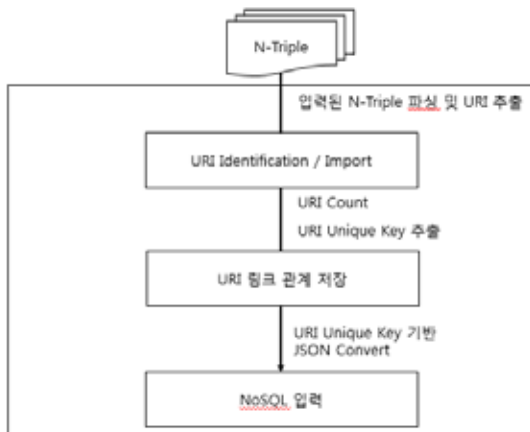 N-Triple
입력된 N-Triple 파싱 및 URI 추출
URI Identification / Import
URI Count
URI Unique Key 추출
URI 링크 관계 저장
URI Unique Key 기반
JSON Convert
NoSQL 입력